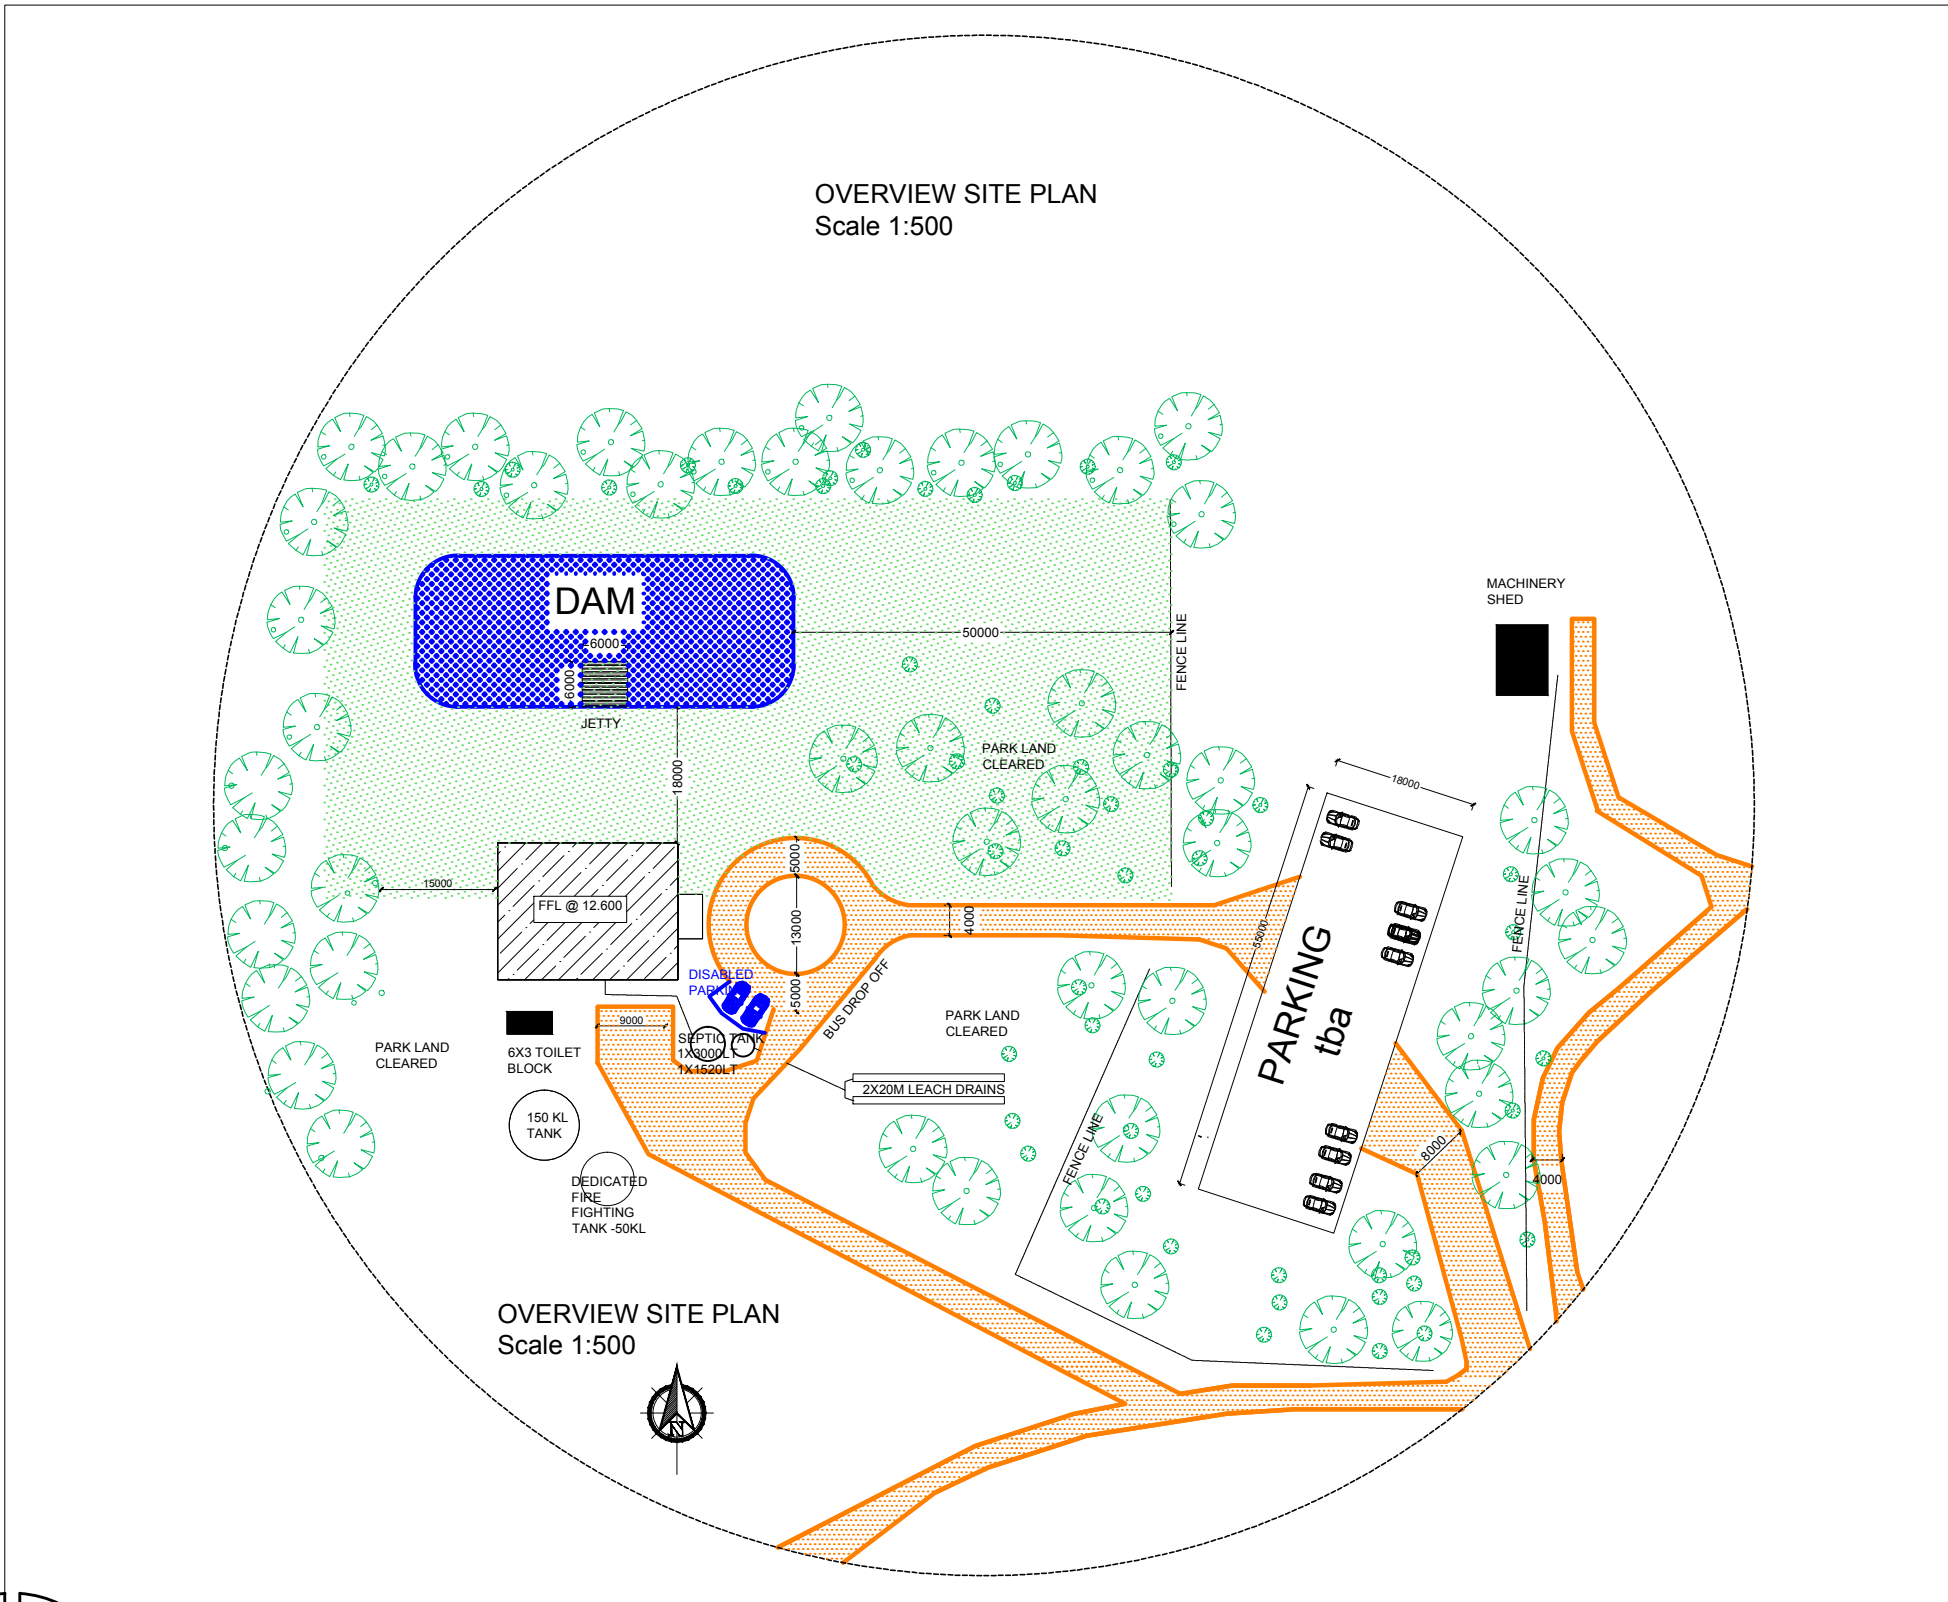 OVERVIEW SITE PLAN
Scale 1:500
DAM
6000
6000
JETTY
50000
FENCE LINE
MACHINERY
SHED
18000
PARK LAND
CLEARED
18000
15000
FFL @ 12.600
5000
13000
5000
4000
55000
PARKING
tba
FENCE LINE
DISABLED
BUS DROP OFF
9000
SEPTIC TANK
1X3000LT
1X1520LT
PARK LAND
CLEARED
PARK LAND
CLEARED
6X3 TOILET
BLOCK
2X20M LEACH DRAINS
150 KL
TANK
FENCE LINE
8000
4000
DEDICATED
FIRE
FIGHTING
TANK -50KL
OVERVIEW SITE PLAN
Scale 1:500
N